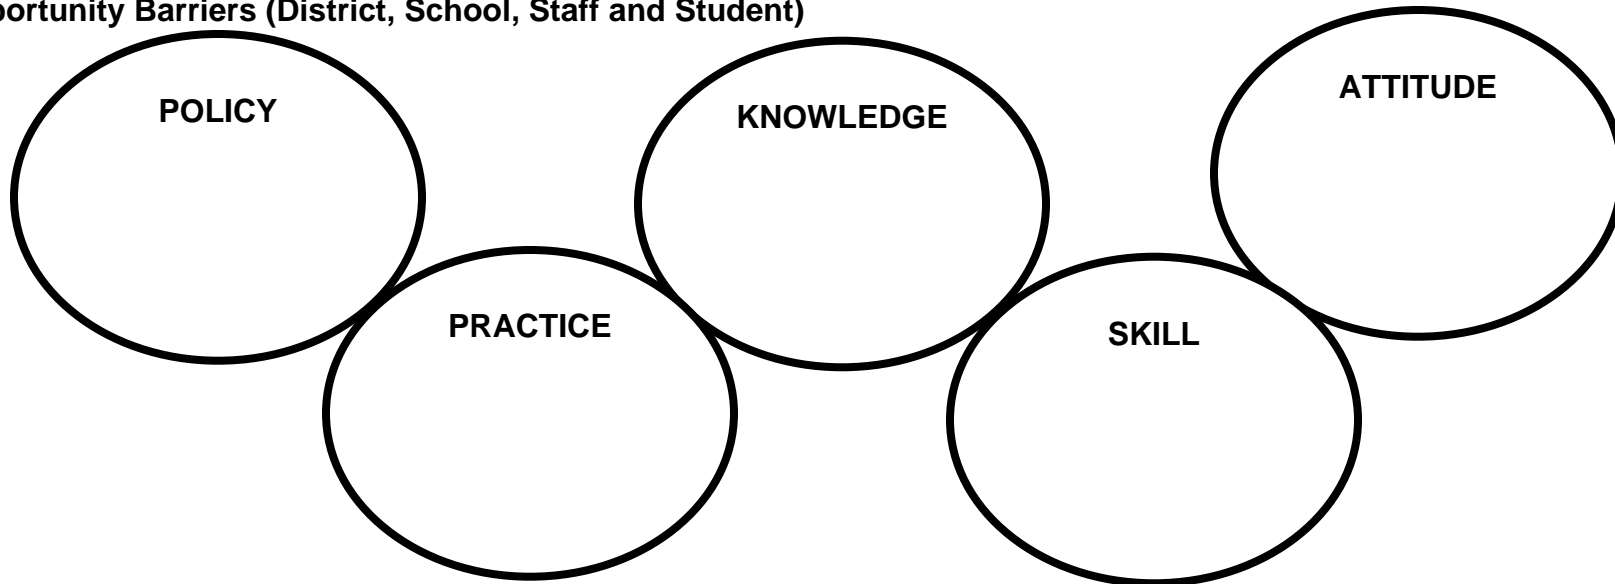 portunity Barriers (District, School, Staff and Student)
POLICY
KNOWLEDGE
ATTITUDE
PRACTICE
SKILL